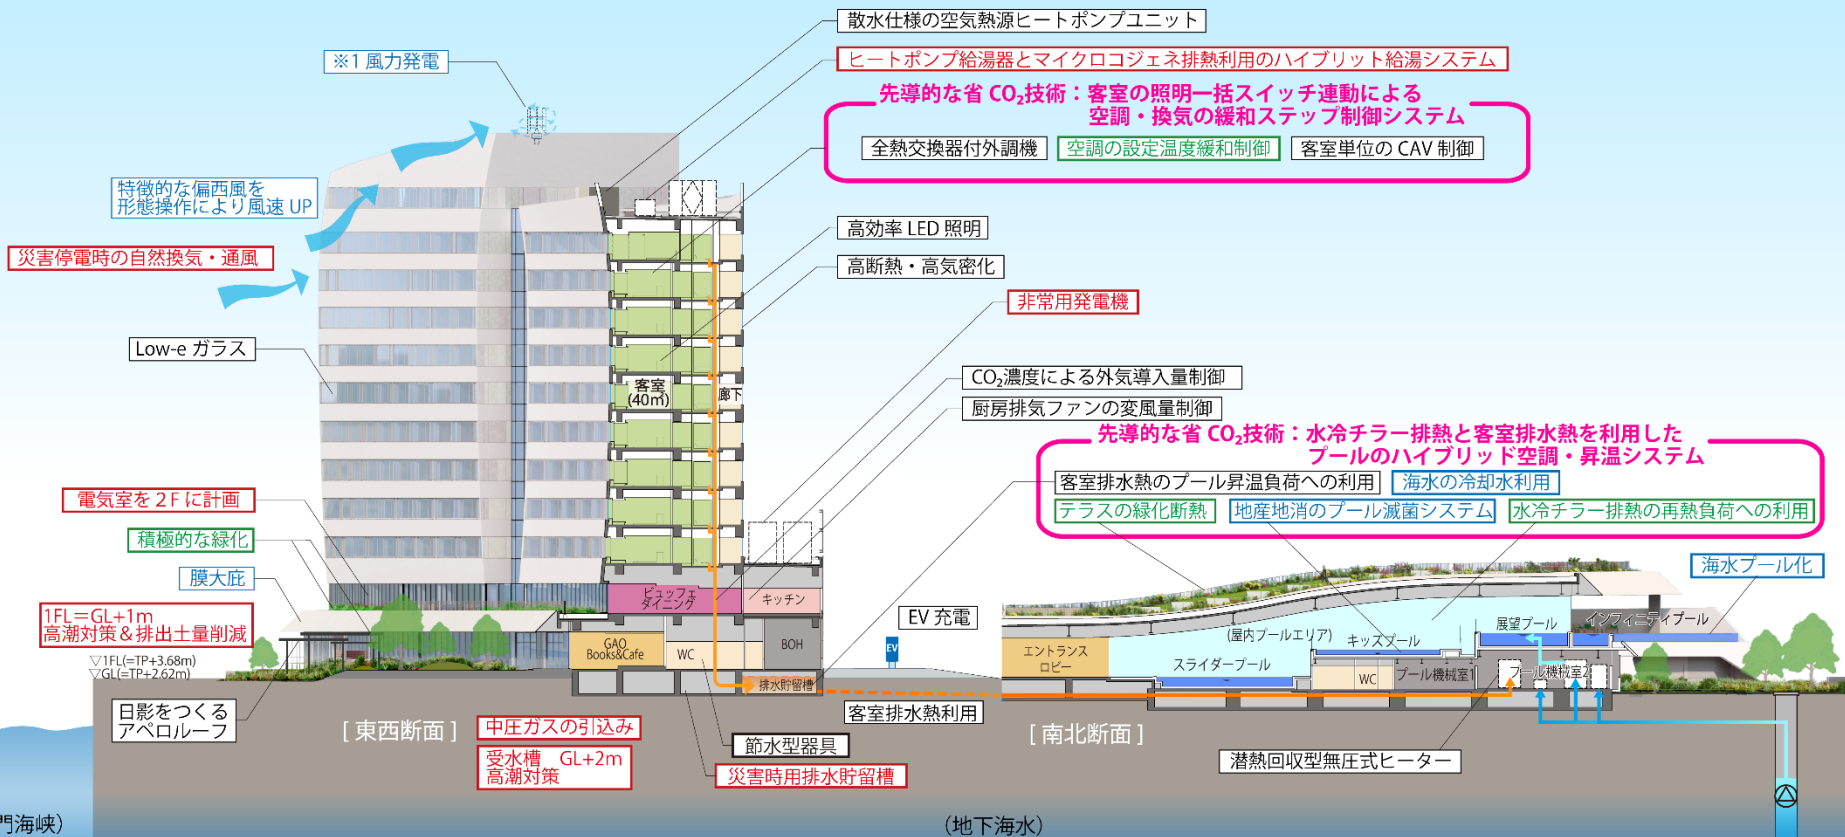 散水仕様の空気熱源ヒートポンプユニット
※1 風力発電
ヒートポンプ給湯器とマイクロコジェネ排熱利用のハイブリット給湯システム
先導的な省 CO₂技術：客室の照明一括スイッチ連動による
空調・換気の緩和ステップ制御システム
全熱交換器付外調機
空調の設定温度緩和制御
客室単位の CAV 制御
特徴的な偏西風を
形態操作により風速 UP
災害停電時の自然換気・通風
高効率 LED 照明
高断熱・高気密化
非常用発電機
Low-e ガラス
CO₂濃度による外気導入量制御
厨房排気ファンの変風量制御
客室
(40㎡)
廊下
先導的な省 CO₂技術：水冷チラー排熱と客室排水熱を利用した
プールのハイブリッド空調・昇温システム
客室排水熱のプール昇温負荷への利用
海水の冷却水利用
テラスの緑化断熱
地産地消のプール滅菌システム
水冷チラー排熱の再熱負荷への利用
電気室を２F に計画
積極的な緑化
膜大庇
海水プール化
1FL＝GL+1m
高潮対策＆排出土量削減
▽1FL(=TP+3.68m)
▽GL(=TP+2.62m)
ビュッフェ
ダイニング
キッチン
GAO
Books&Cafe
WC
BOH
排水貯留槽
EV 充電
EV
エントランス
ロビー
(屋内プールエリア)
スライダープール
キッズプール
展望プール
インフィニティプール
WC
プール機械室1
プール機械室2
日影をつくる
アペロルーフ
[ 東西断面 ]
中圧ガスの引込み
受水槽　GL+2m
高潮対策
節水型器具
災害時用排水貯留槽
客室排水熱利用
[ 南北断面 ]
潜熱回収型無圧式ヒーター
門海峡）
（地下海水）